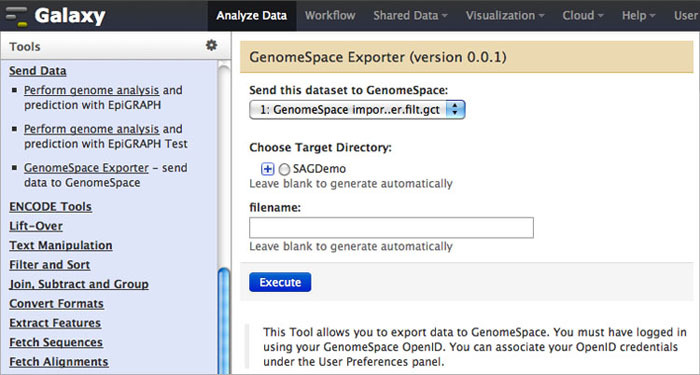 Galaxy
Analyze Data Workflow Shared Data Visualization Cloud Help User
Tools
Send Data
Perform genome analysis and
prediction with EpiGRAPH
Perform genome analysis and
prediction with EpiGRAPH Test
GenomeSpace Exporter - send
data to GenomeSpace
ENCODE Tools
Lift-Over
Text Manipulation
Filter and Sort
Join, Subtract and Group
Convert Formats
Extract Features
Fetch Sequences
Fetch Alignments
GenomeSpace Exporter (version 0.0.1)
Send this dataset to GenomeSpace:
1: GenomeSpace impor..er.filt.gct
Choose Target Directory:
SAGDemo
Leave blank to generate automatically
filename:
Leave blank to generate automatically
Execute
This Tool allows you to export data to GenomeSpace. You must have logged in
using your GenomeSpace OpenID. You can associate your OpenID credentials
under the User Preferences panel.